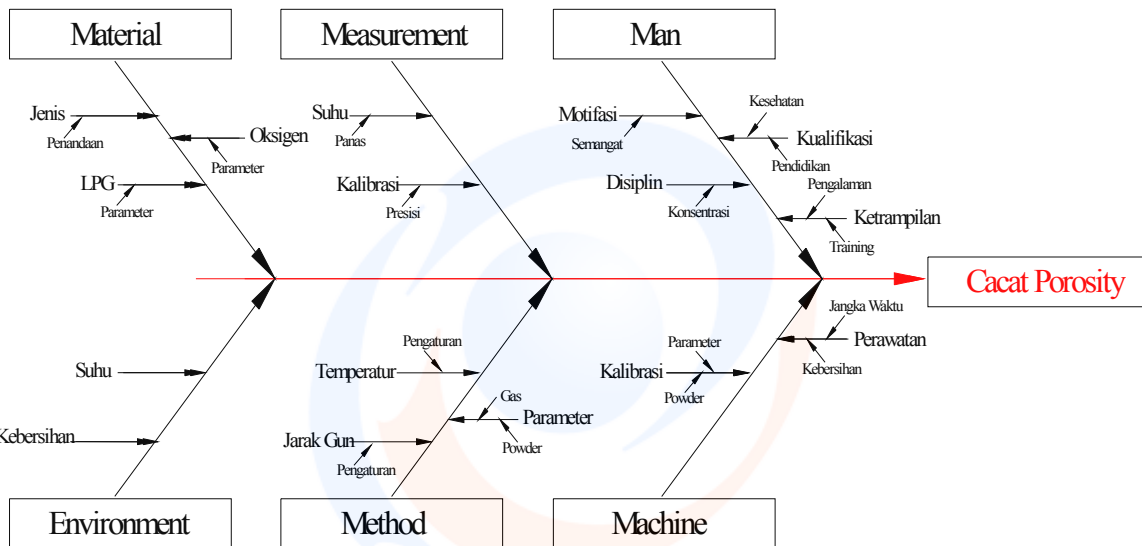 Material
Measurement
Man
Jenis
Penandaan
Oksigen
Parameter
LPG
Parameter
Suhu
Panas
Kalibrasi
Presisi
Motifasi
Semangat
Kesehatan
Kualifikasi
Pendidikan
Disiplin
Konsentrasi
Pengalaman
Ketrampilan
Training
Cacat Porosity
Suhu
Kebersihan
Pengaturan
Temperatur
Gas
Parameter
Powder
Jarak Gun
Pengaturan
Jangka Waktu
Perawatan
Kebersihan
Parameter
Kalibrasi
Powder
Environment
Method
Machine